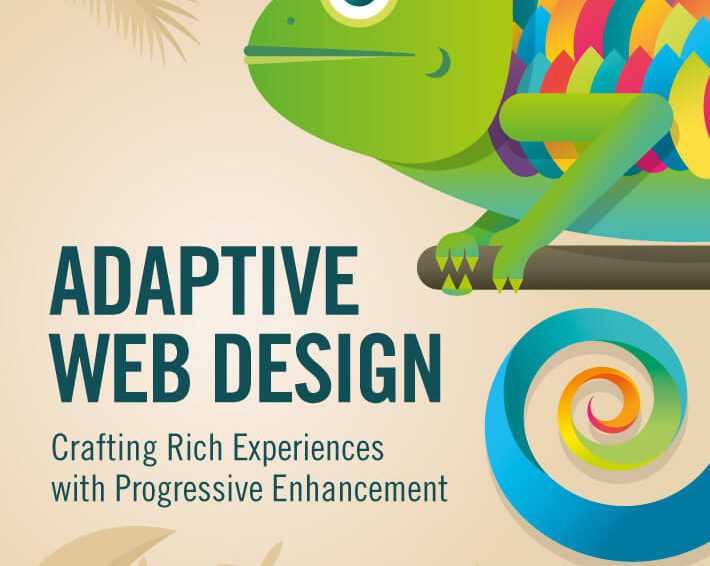 ADAPTIVE
WEB DESIGN
Crafting Rich Experiences
with Progressive Enhancement